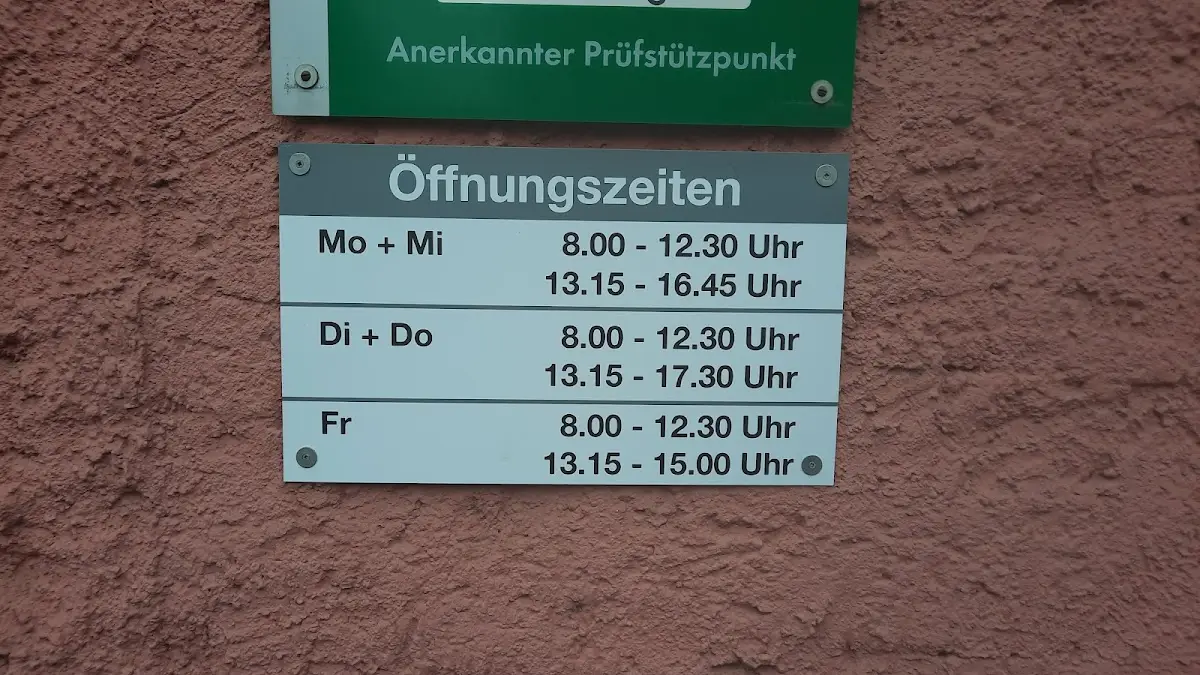 Anerkannter Prüfstützpunkt
Öffnungszeiten
Mo + Mi 8.00 - 12.30 Uhr
13.15 - 16.45 Uhr
Di + Do 8.00 - 12.30 Uhr
13.15 - 17.30 Uhr
Fr 8.00 - 12.30 Uhr
13.15 - 15.00 Uhr